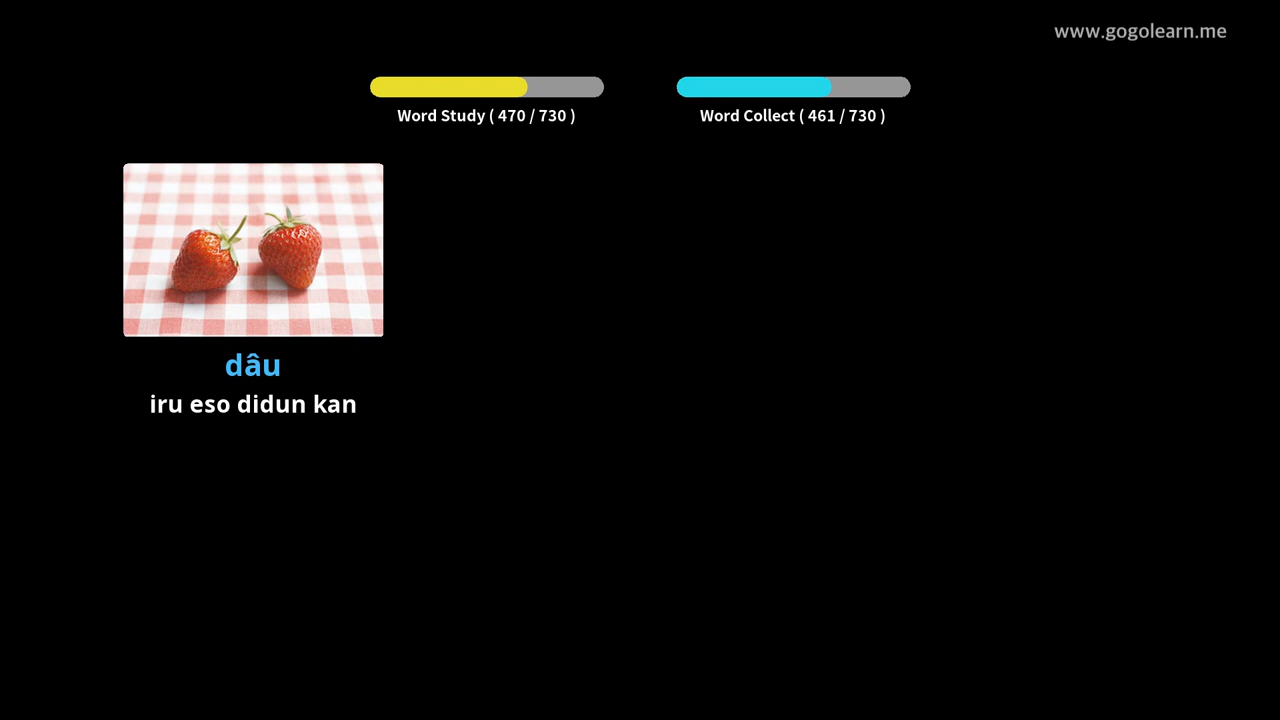 www.gogolearn.me
Word Study ( 470 / 730 )
Word Collect ( 461 / 730 )
dâu
iru eso didun kan